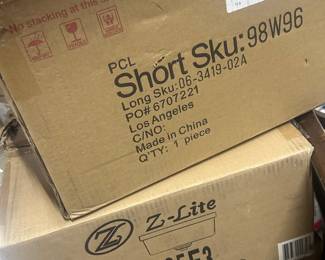 No stacking at this
PCL
Short Sku: 98W96
Long Sku:06-3419-02A
PO# 6707221
Los Angeles
C/NO:
Made in China
Q'TY: 1 piece
Z-Lite